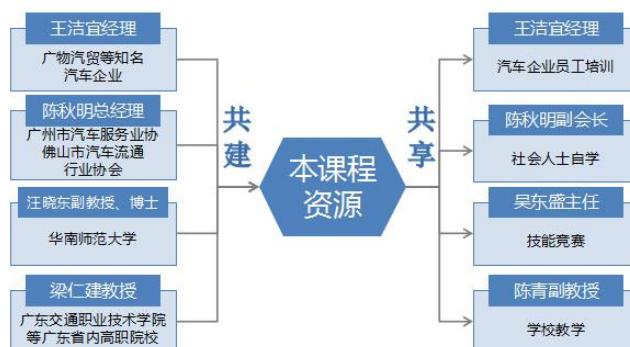 王洁宜经理
广物汽贸等知名
汽车企业
陈秋明总经理
广州市汽车服务业协
佛山市汽车流通
行业协会
汪晓东副教授、博士
华南师范大学
梁仁建教授
广东交通职业技术学院
等广东省内高职院校
共建
本课程
资源
共享
王洁宜经理
汽车企业员工培训
陈秋明副会长
社会人士自学
吴东盛主任
技能竞赛
陈青副教授
学校教学